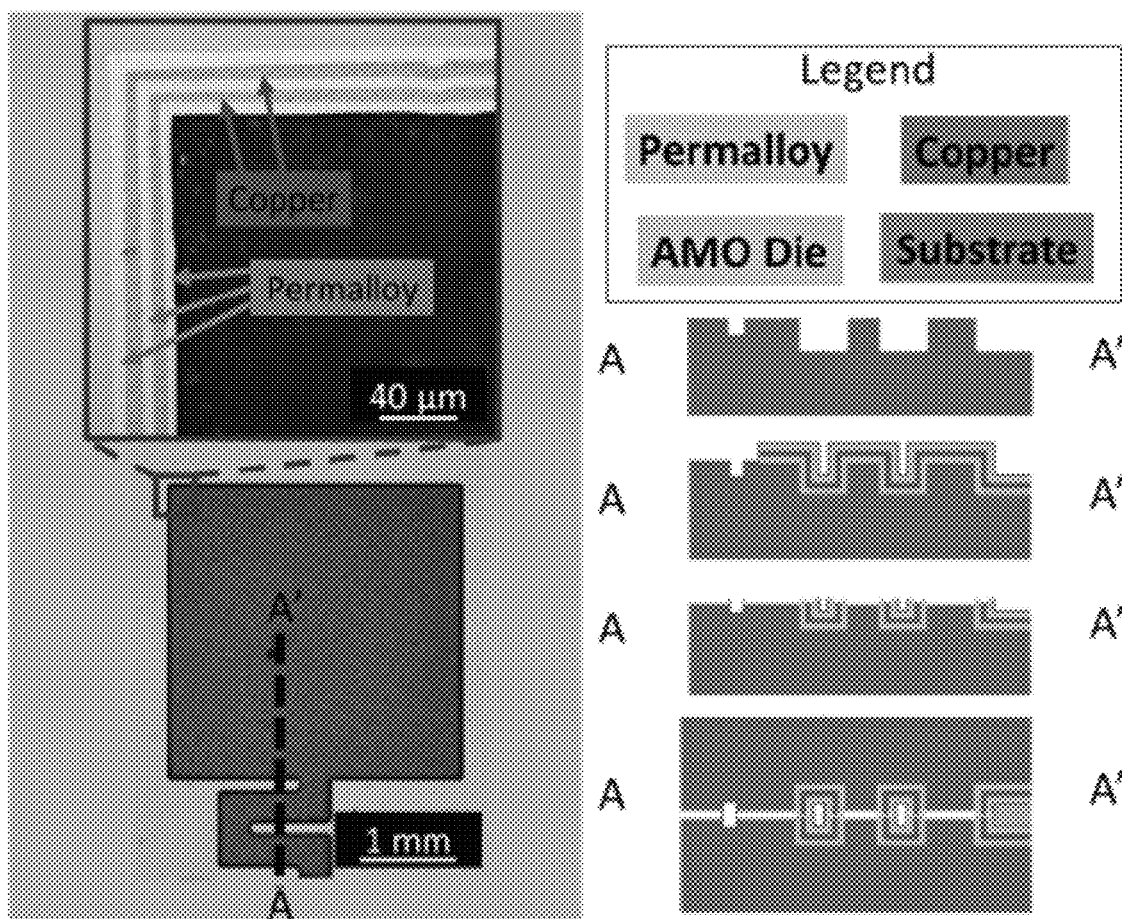 Copper
Permalloy
40 μm
A'
1 mm
A
Legend
Permalloy
Copper
AMO Die
Substrate
A
A'
A
A'
A
A'
A
A'